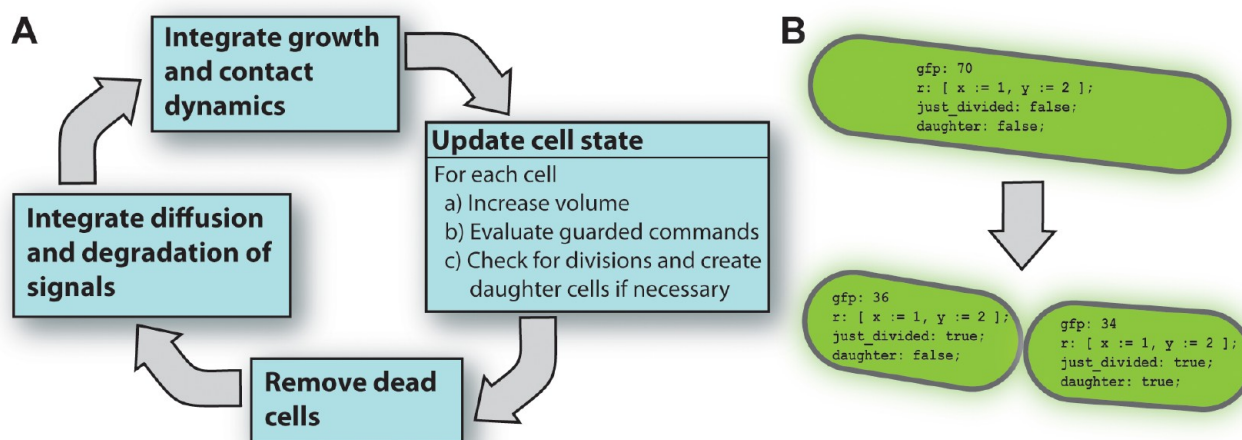 A
Integrate growth
and contact
dynamics
Update cell state
For each cell
a) Increase volume
b) Evaluate guarded commands
c) Check for divisions and create
daughter cells if necessary
Remove dead
cells
Integrate diffusion
and degradation of
signals
B
gfp: 70
r: [ x := 1, y := 2 ];
just_divided: false;
daughter: false;
gfp: 36
r: [ x := 1, y := 2 ];
just_divided: true;
daughter: false;
gfp: 34
r: [ x := 1, y := 2 ];
just_divided: true;
daughter: true;